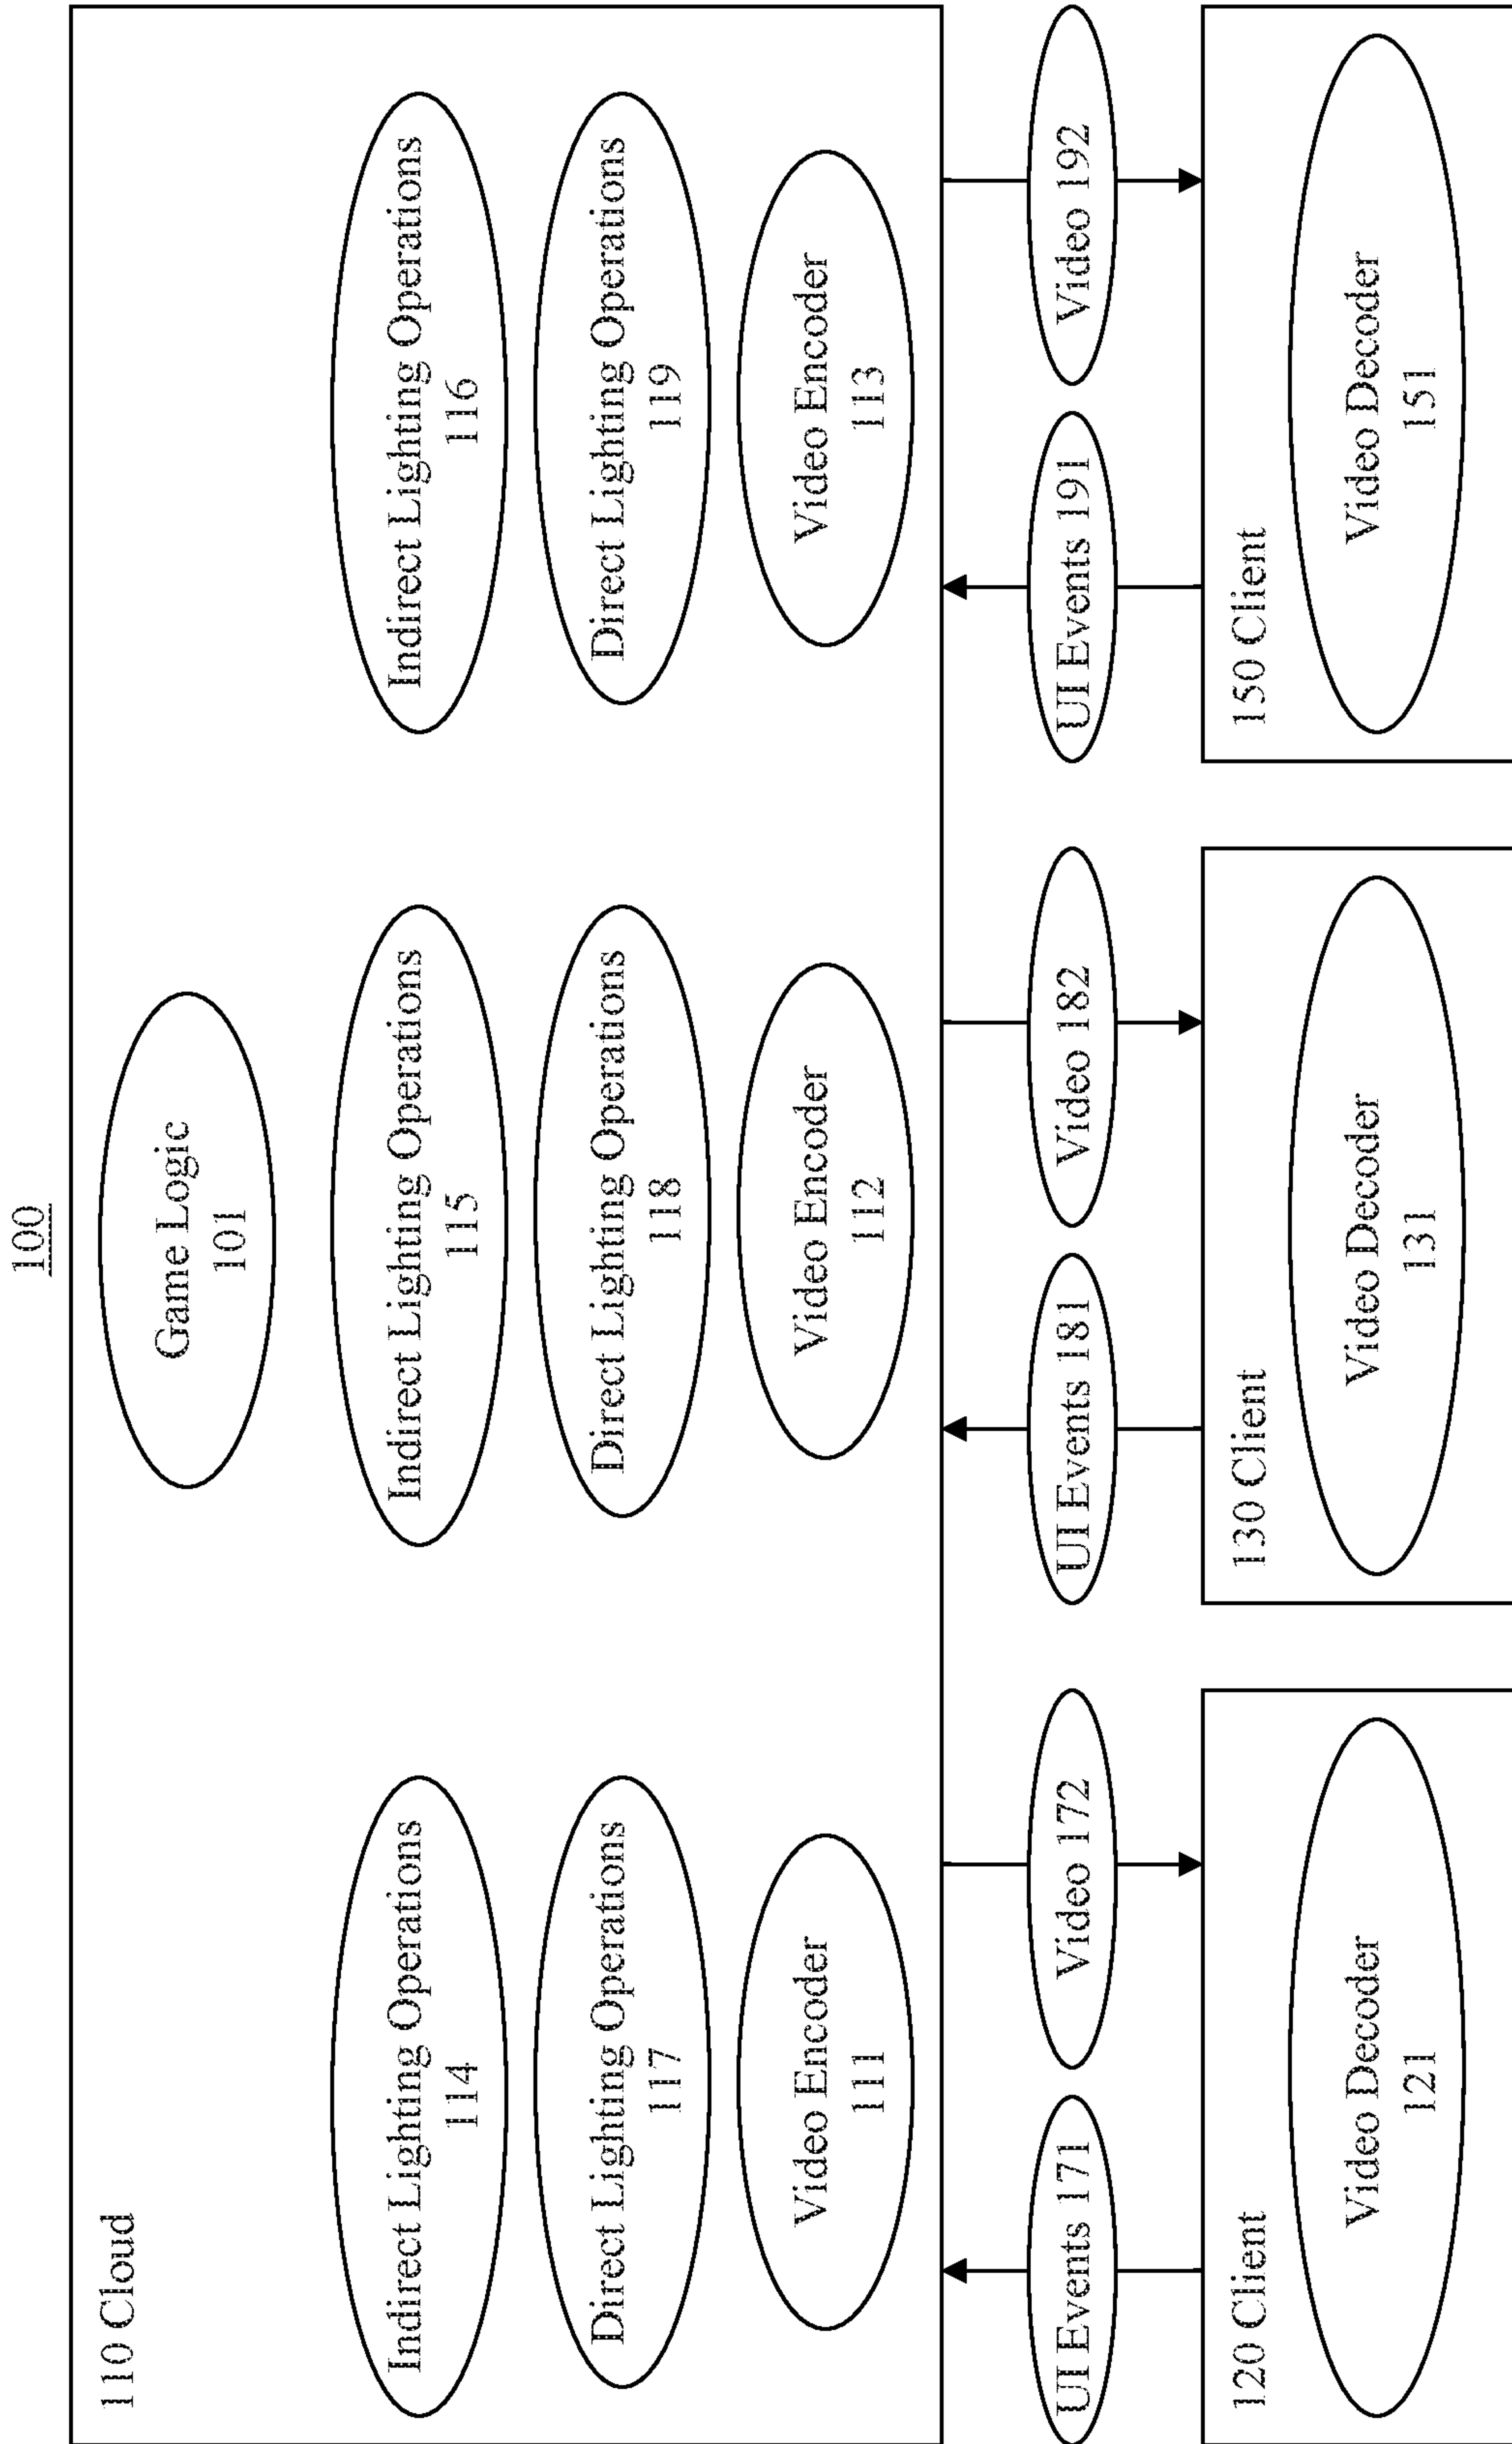 100
110 Cloud
Game Logic
101
Indirect Lighting Operations
114
Indirect Lighting Operations
115
Indirect Lighting Operations
116
Direct Lighting Operations
117
Direct Lighting Operations
118
Direct Lighting Operations
119
Video Encoder
111
Video Encoder
112
Video Encoder
113
UI Events 171
Video 172
UI Events 181
Video 182
UI Events 191
Video 192
120 Client
Video Decoder
121
130 Client
Video Decoder
131
150 Client
Video Decoder
151